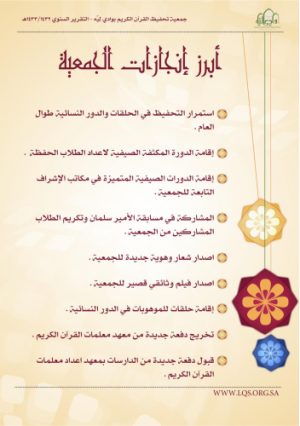 جمعية تحفيظ القرآن الكريم بوادي ليّه - التقرير السنوي ١٤٣٣/١٤٣٢هـ
أبرز إنجازات الجمعية
استمرار التحفيظ في الحلقات والدور النسائية طوال
العام .
إقامة الدورة المكثفة الصيفية لاعداد الطلاب الحفظة .
إقامة الدورات الصيفية المتميزة في مكاتب الإشراف
التابعة للجمعية .
المشاركة في مسابقة الأمير سلمان وتكريم الطلاب
المشاركين من الجمعية .
اصدار شعار وهوية جديدة للجمعية .
اصدار فيلم وثائقي قصير للجمعية .
إقامة حلقات للموهوبات في الدور النسائية .
تخريج دفعة جديدة من معهد معلمات القرآن الكريم .
قبول دفعة جديدة من الدارسات بمعهد اعداد معلمات
القرآن الكريم .
WWW.LQS.ORG.SA